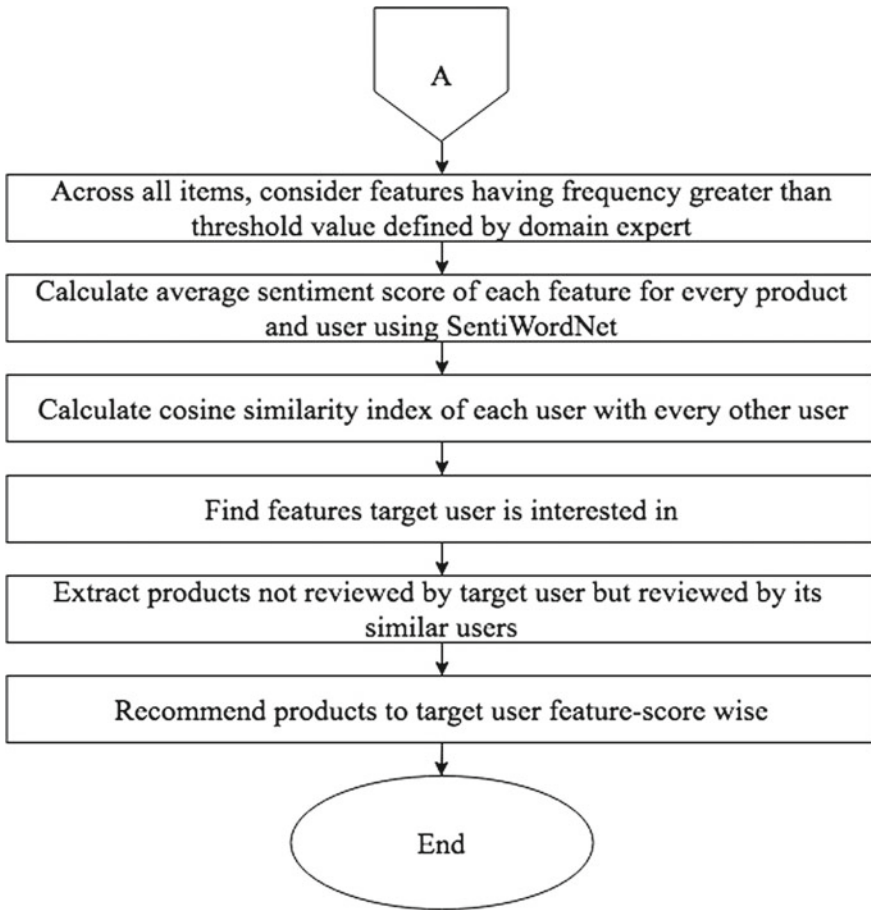 A
Across all items, consider features having frequency greater than
threshold value defined by domain expert
Calculate average sentiment score of each feature for every product
and user using SentiWordNet
Calculate cosine similarity index of each user with every other user
Find features target user is interested in
Extract products not reviewed by target user but reviewed by its
similar users
Recommend products to target user feature-score wise
End